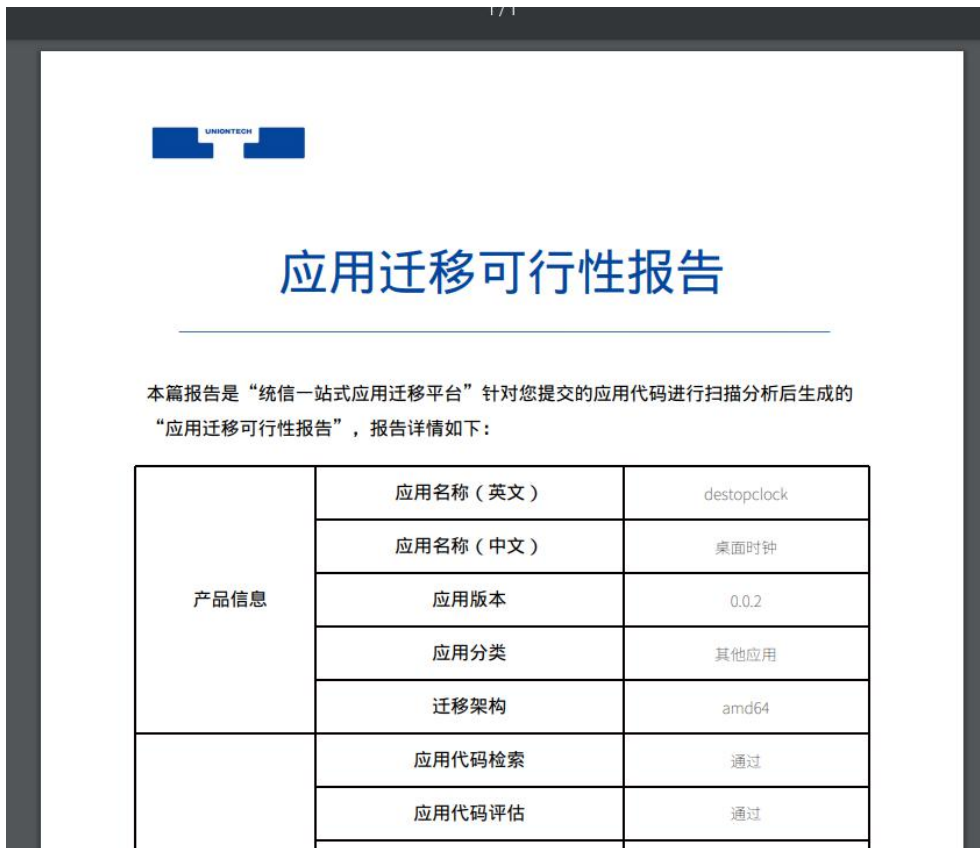 1 / 1
UNIONTECH
应用迁移可行性报告
本篇报告是“统信一站式应用迁移平台”针对您提交的应用代码进行扫描分析后生成的
“应用迁移可行性报告”，报告详情如下：
产品信息
应用名称（英文） destopclock
应用名称（中文） 桌面时钟
应用版本 0.0.2
应用分类 其他应用
迁移架构 amd64
应用代码检索 通过
应用代码评估 通过